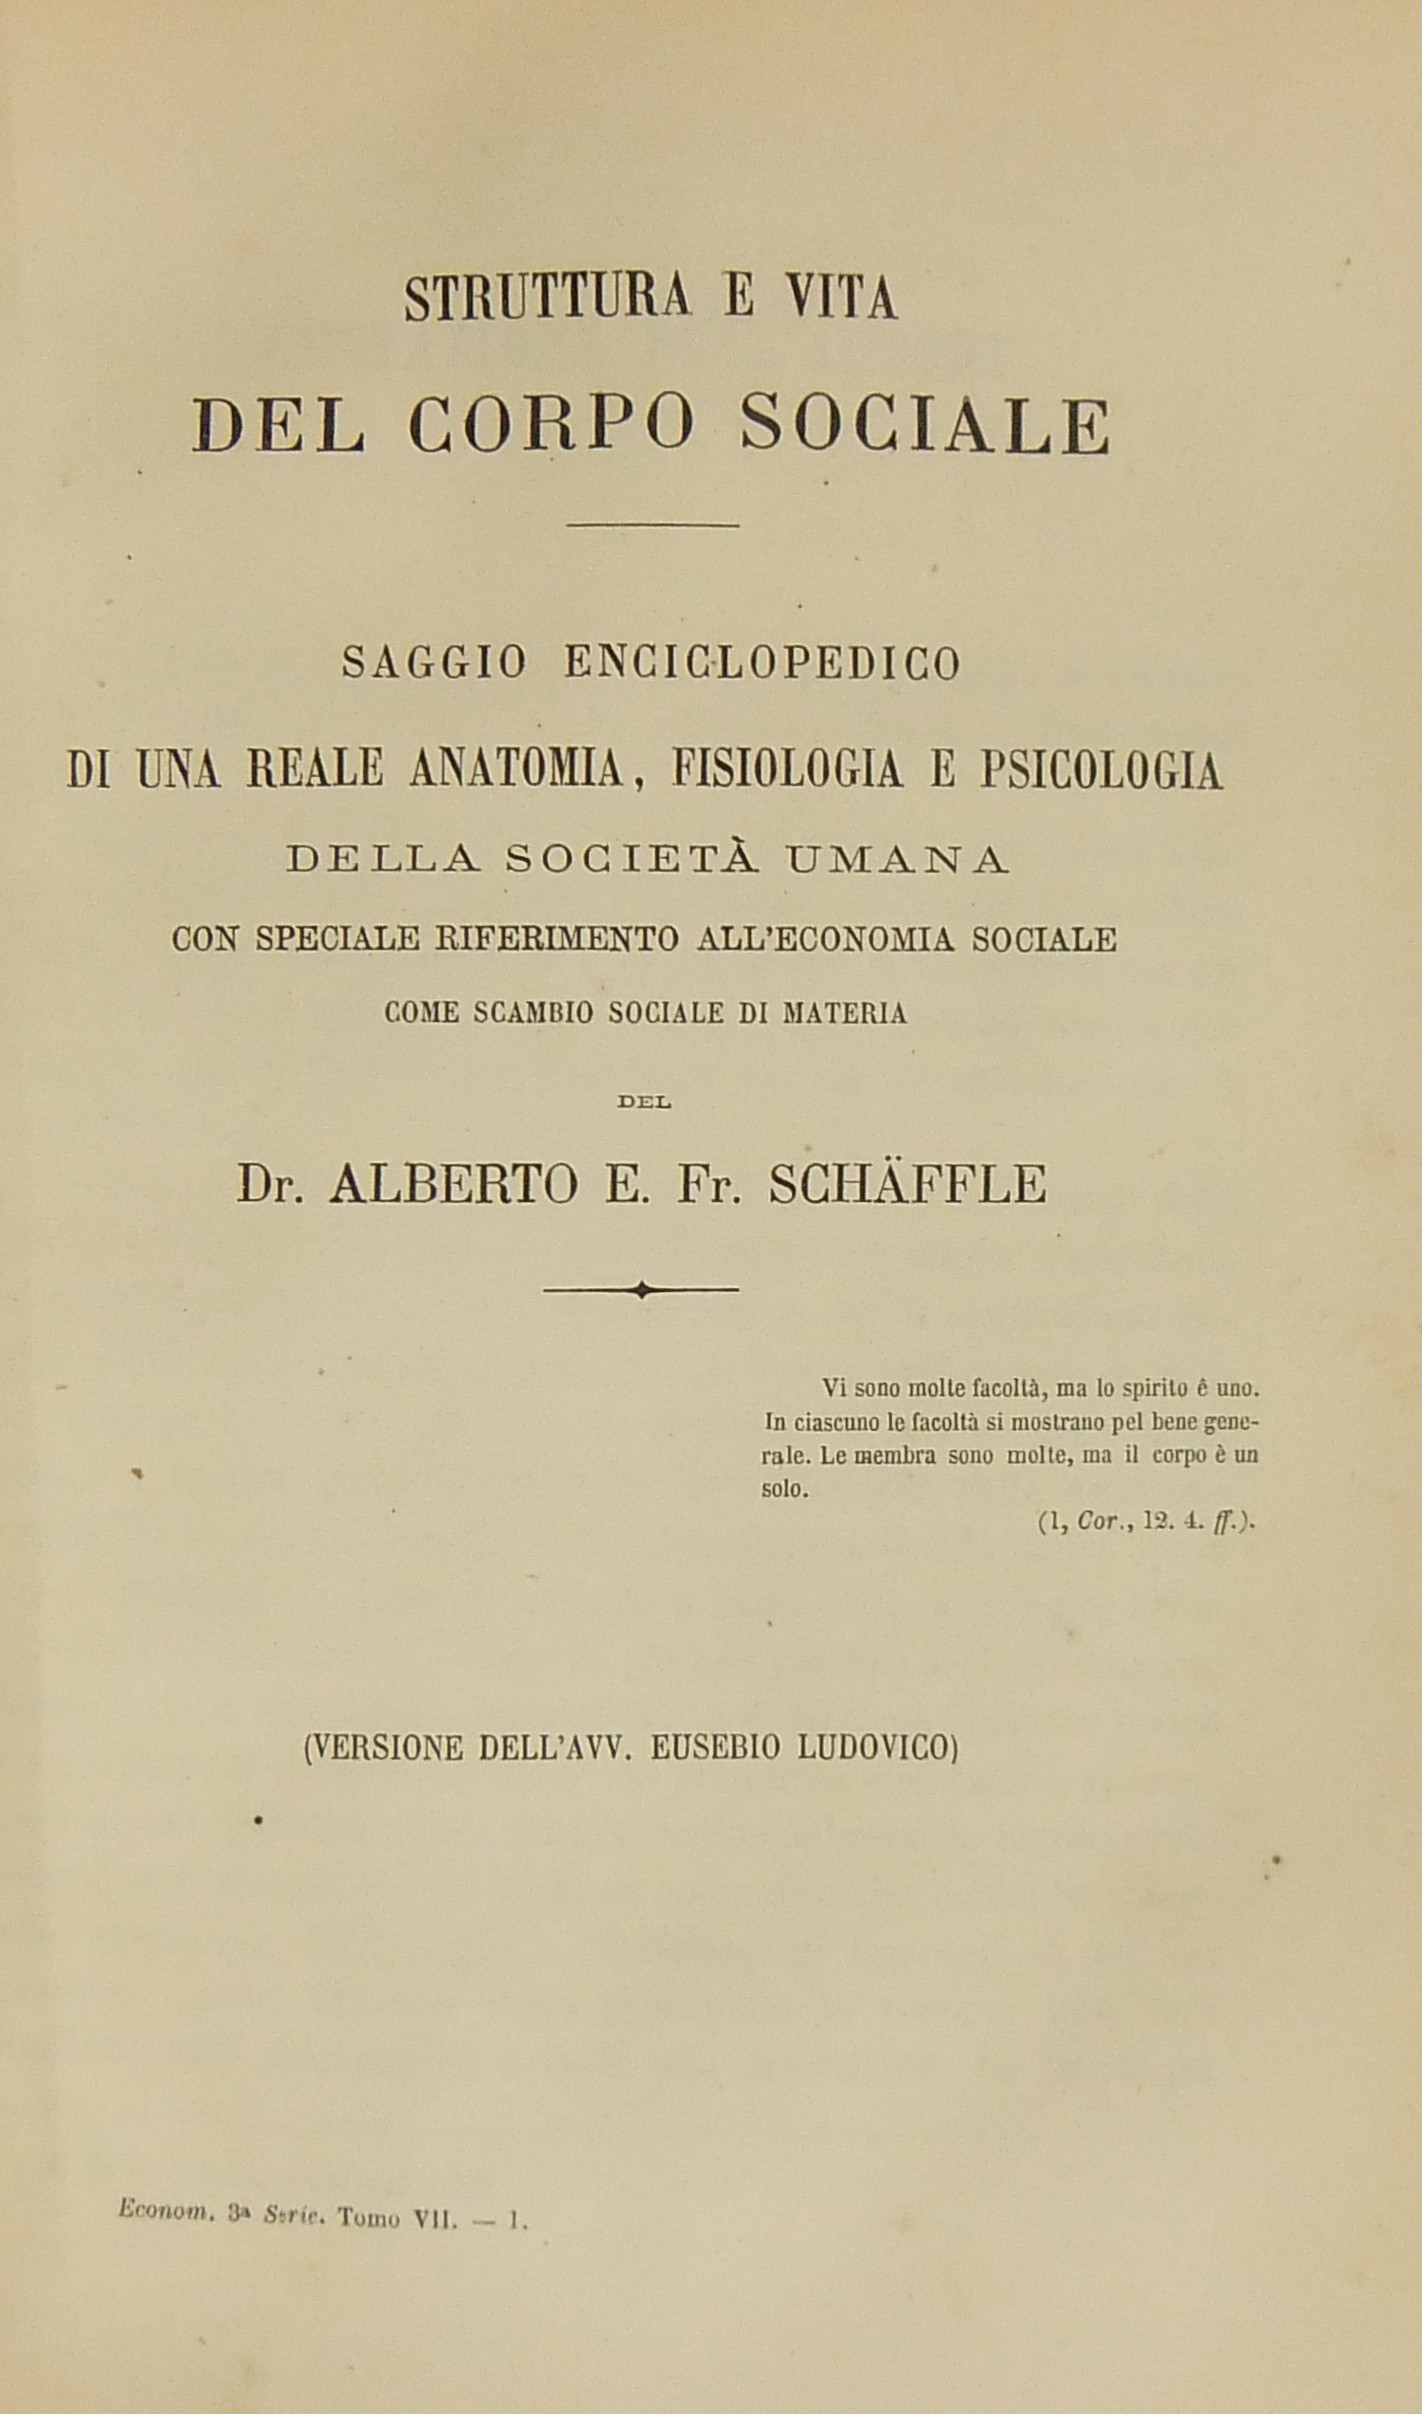 STRUTTURA E VITA
DEL CORPO SOCIALE
SAGGIO ENCICLOPEDICO
DI UNA REALE ANATOMIA, FISIOLOGIA E PSICOLOGIA
DELLA SOCIETÀ UMANA
CON SPECIALE RIFERIMENTO ALL'ECONOMIA SOCIALE
COME SCAMBIO SOCIALE DI MATERIA
DEL
Dr. ALBERTO E. Fr. SCHÄFFLE
Vi sono molte facoltà, ma lo spirito ê uno.
In ciascuno le facoltà si mostrano pel bene gene-
rale. Le membra sono molte, ma il corpo è un
solo.
(1, Cor., 12. 4. ff.).
(VERSIONE DELL'AVV. EUSEBIO LUDOVICO)
Econom. 3ª Serie. Tomo VII. — 1.